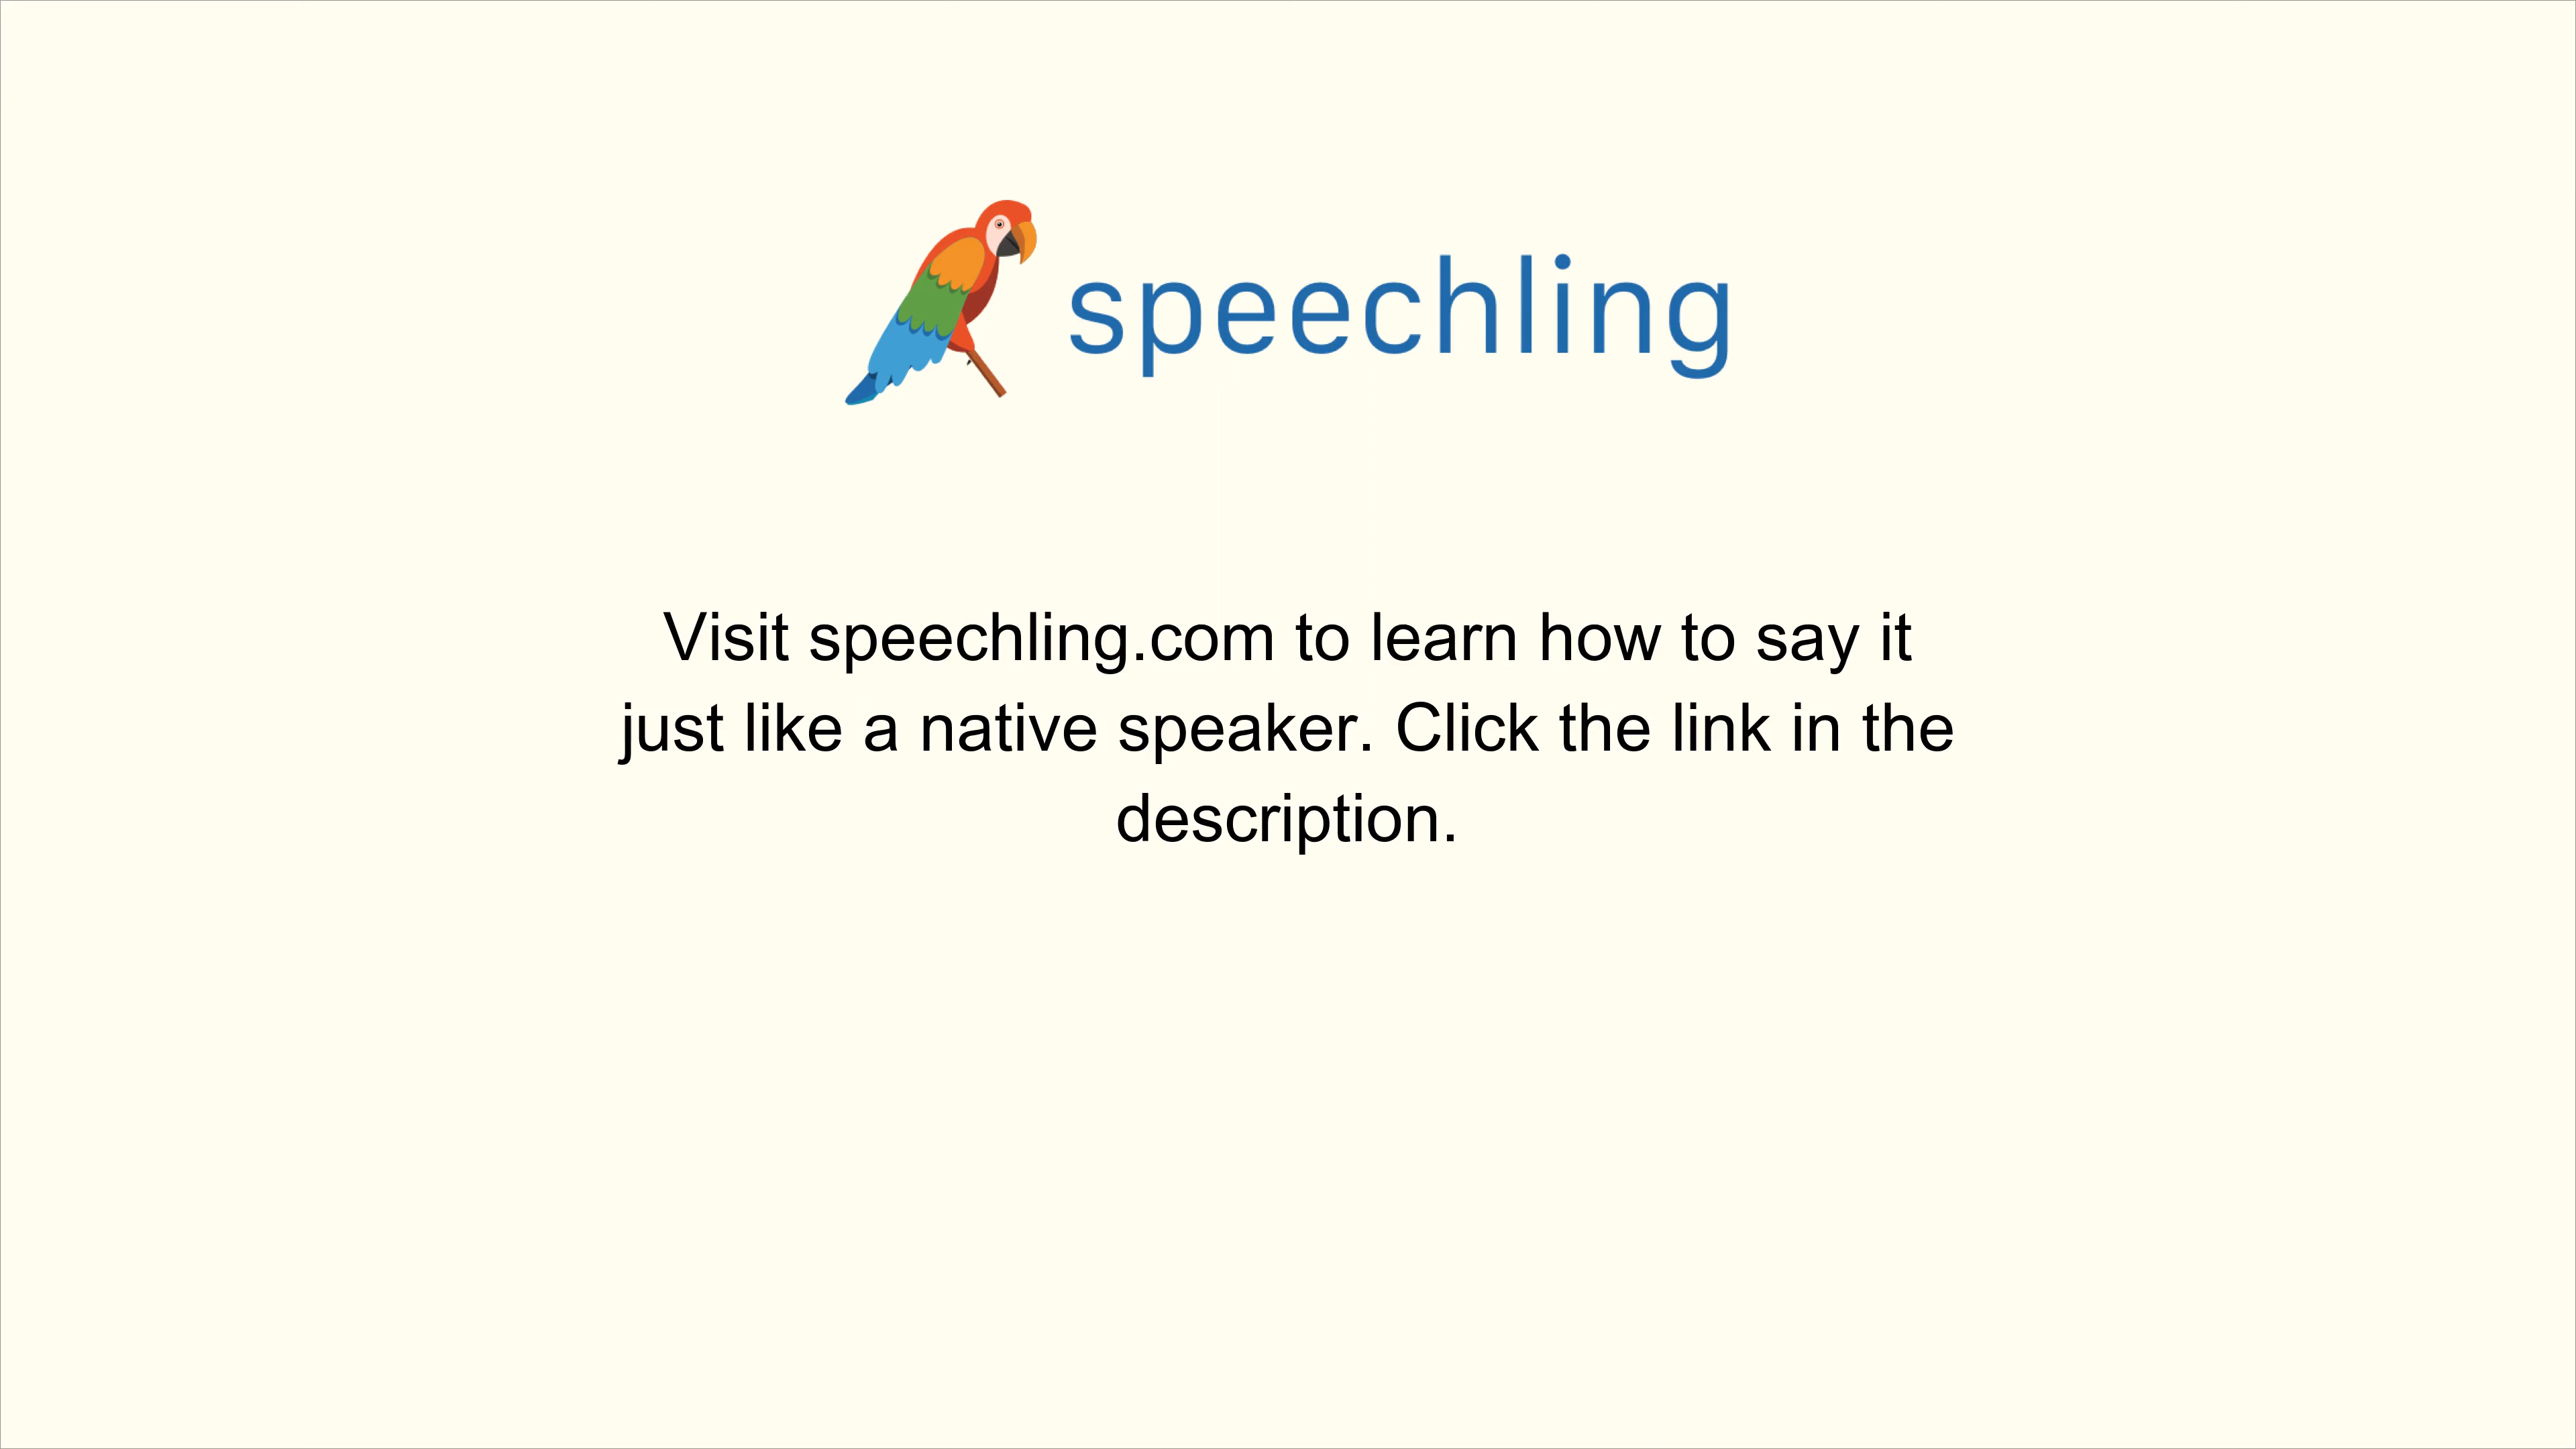 speechling
Visit speechling.com to learn how to say it
just like a native speaker. Click the link in the
description.